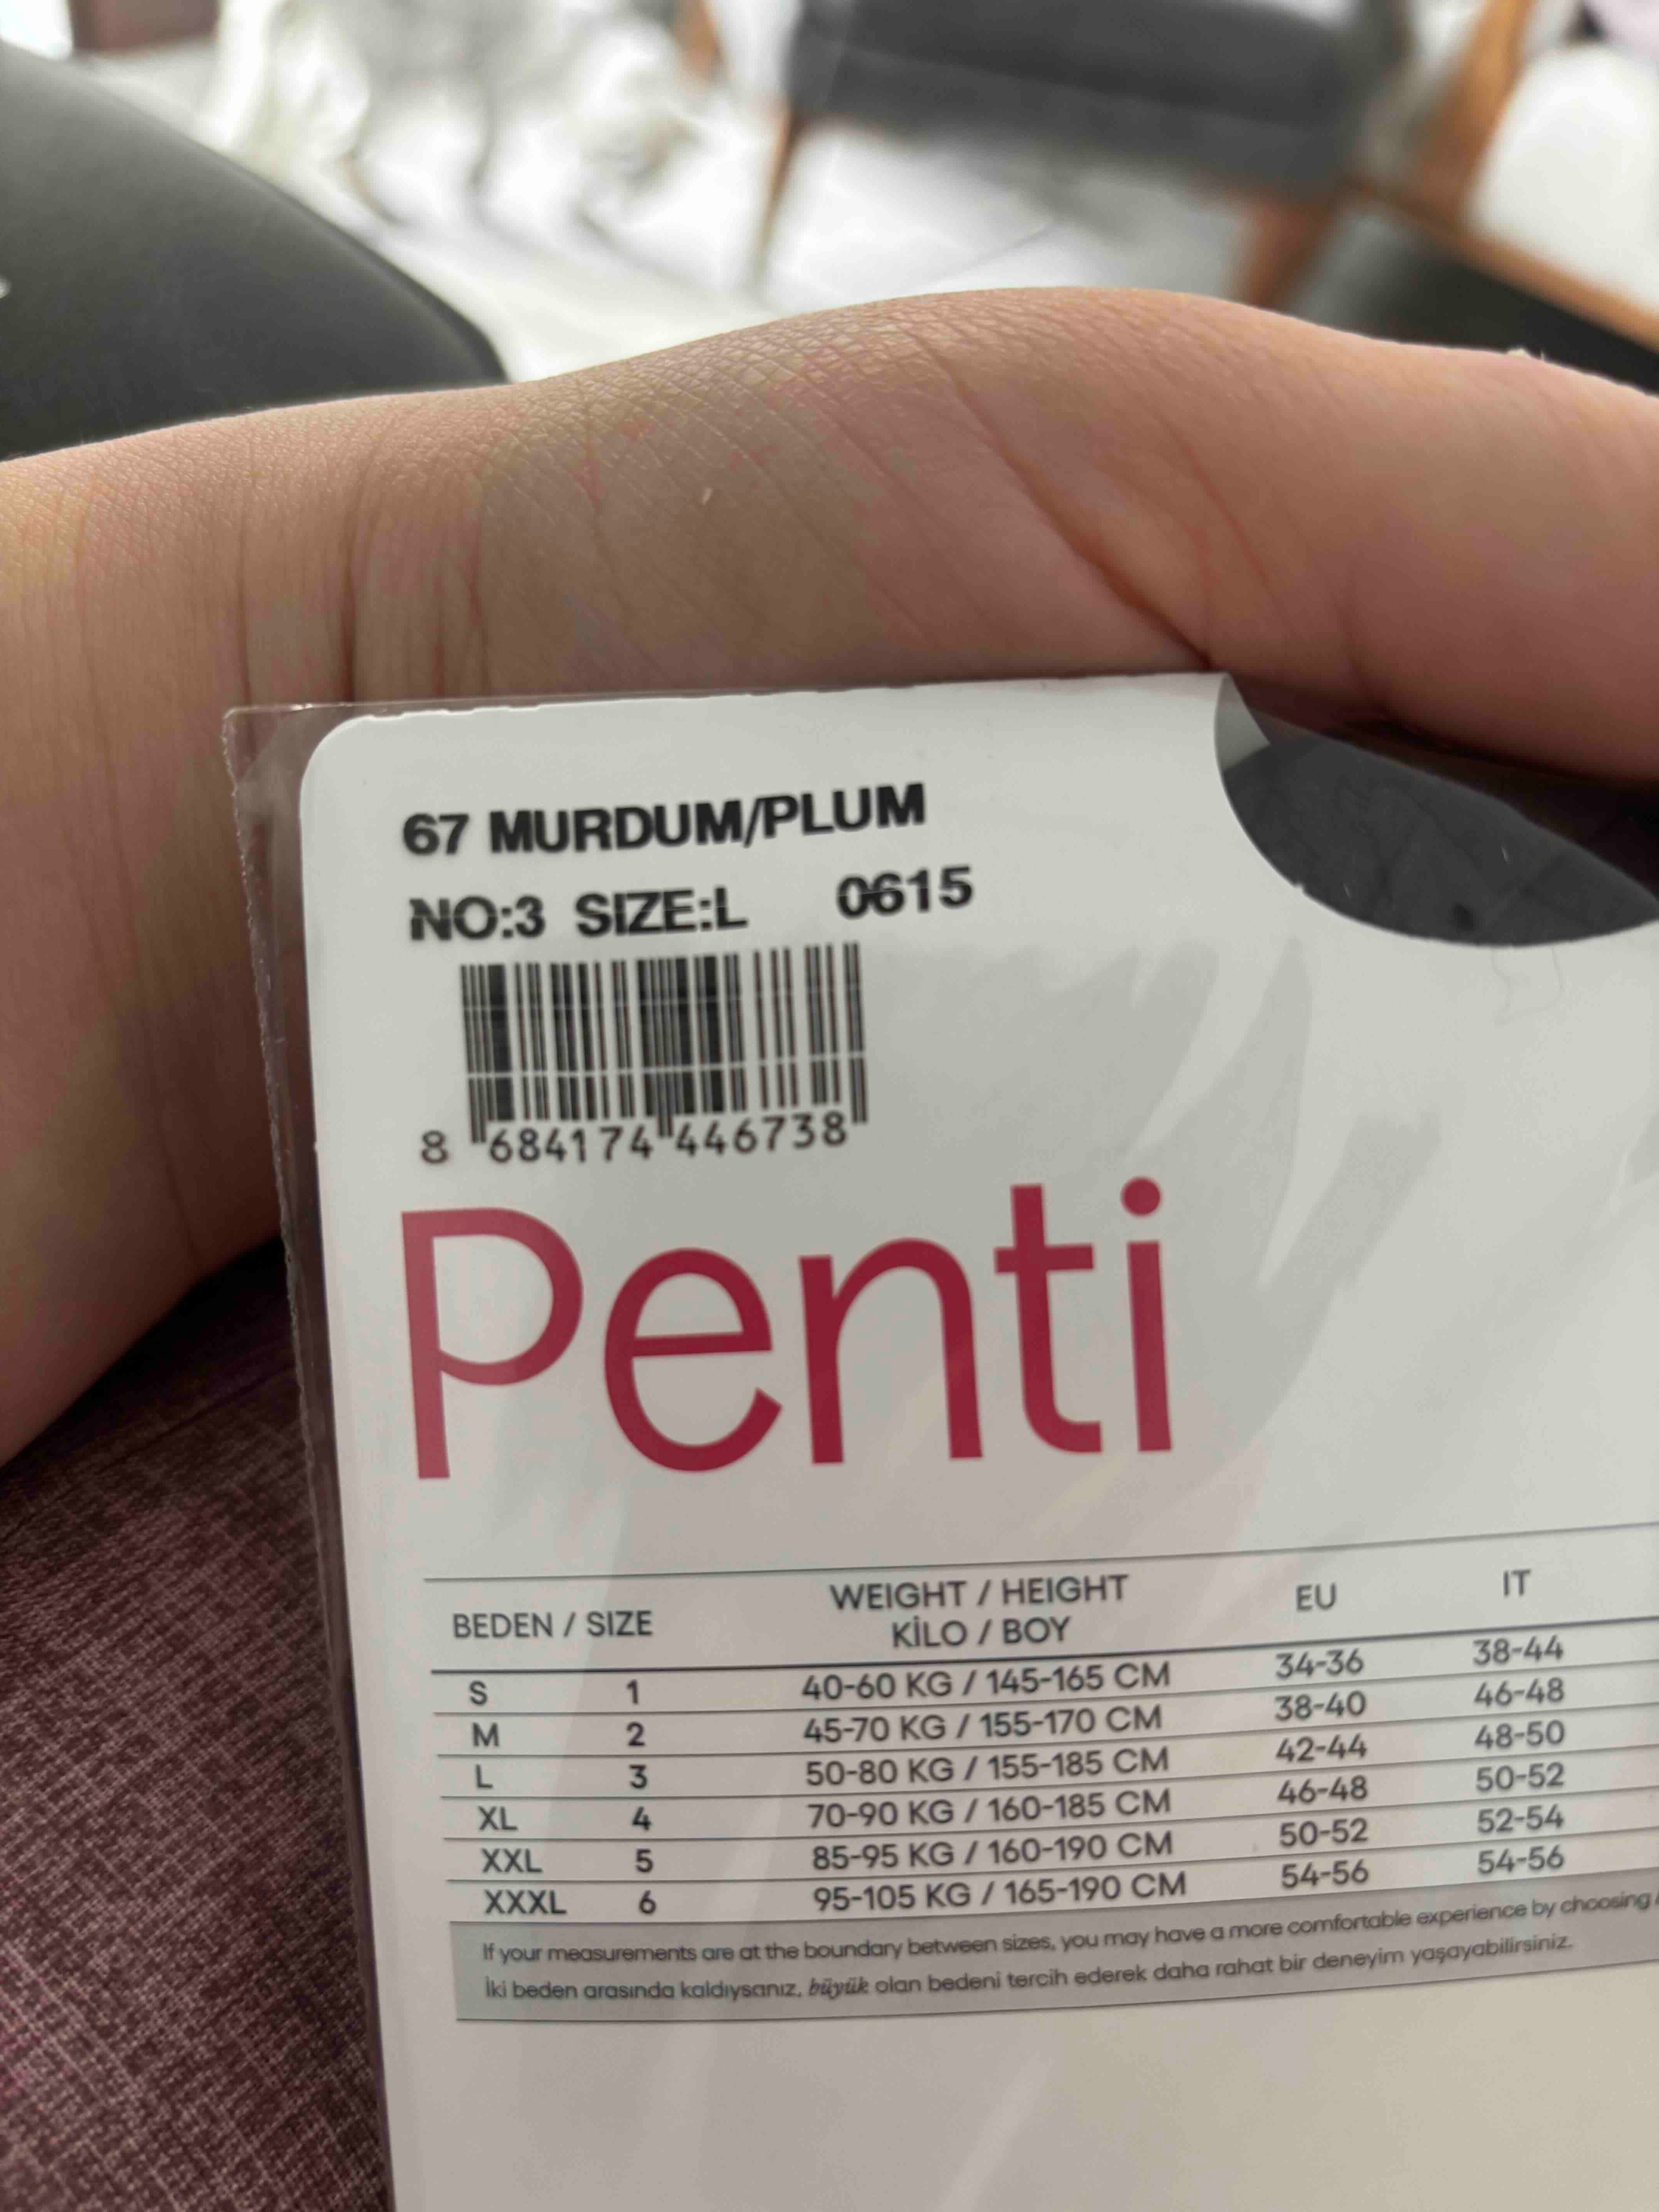 67 MURDUM/PLUM
NO:3 SIZE:L 0615
8 684174 446738
Penti
BEDEN / SIZE WEIGHT / HEIGHT KİLO / BOY EU IT
S 1 40-60 KG / 145-165 CM 34-36 38-44
M 2 45-70 KG / 155-170 CM 38-40 46-48
L 3 50-80 KG / 155-185 CM 42-44 48-50
XL 4 70-90 KG / 160-185 CM 46-48 50-52
XXL 5 85-95 KG / 160-190 CM 50-52 52-54
XXXL 6 95-105 KG / 165-190 CM 54-56 54-56
If your measurements are at the boundary between sizes, you may have a more comfortable experience by choosing
İki beden arasında kaldıysanız, büyük olan bedeni tercih ederek daha rahat bir deneyim yaşayabilirsiniz.